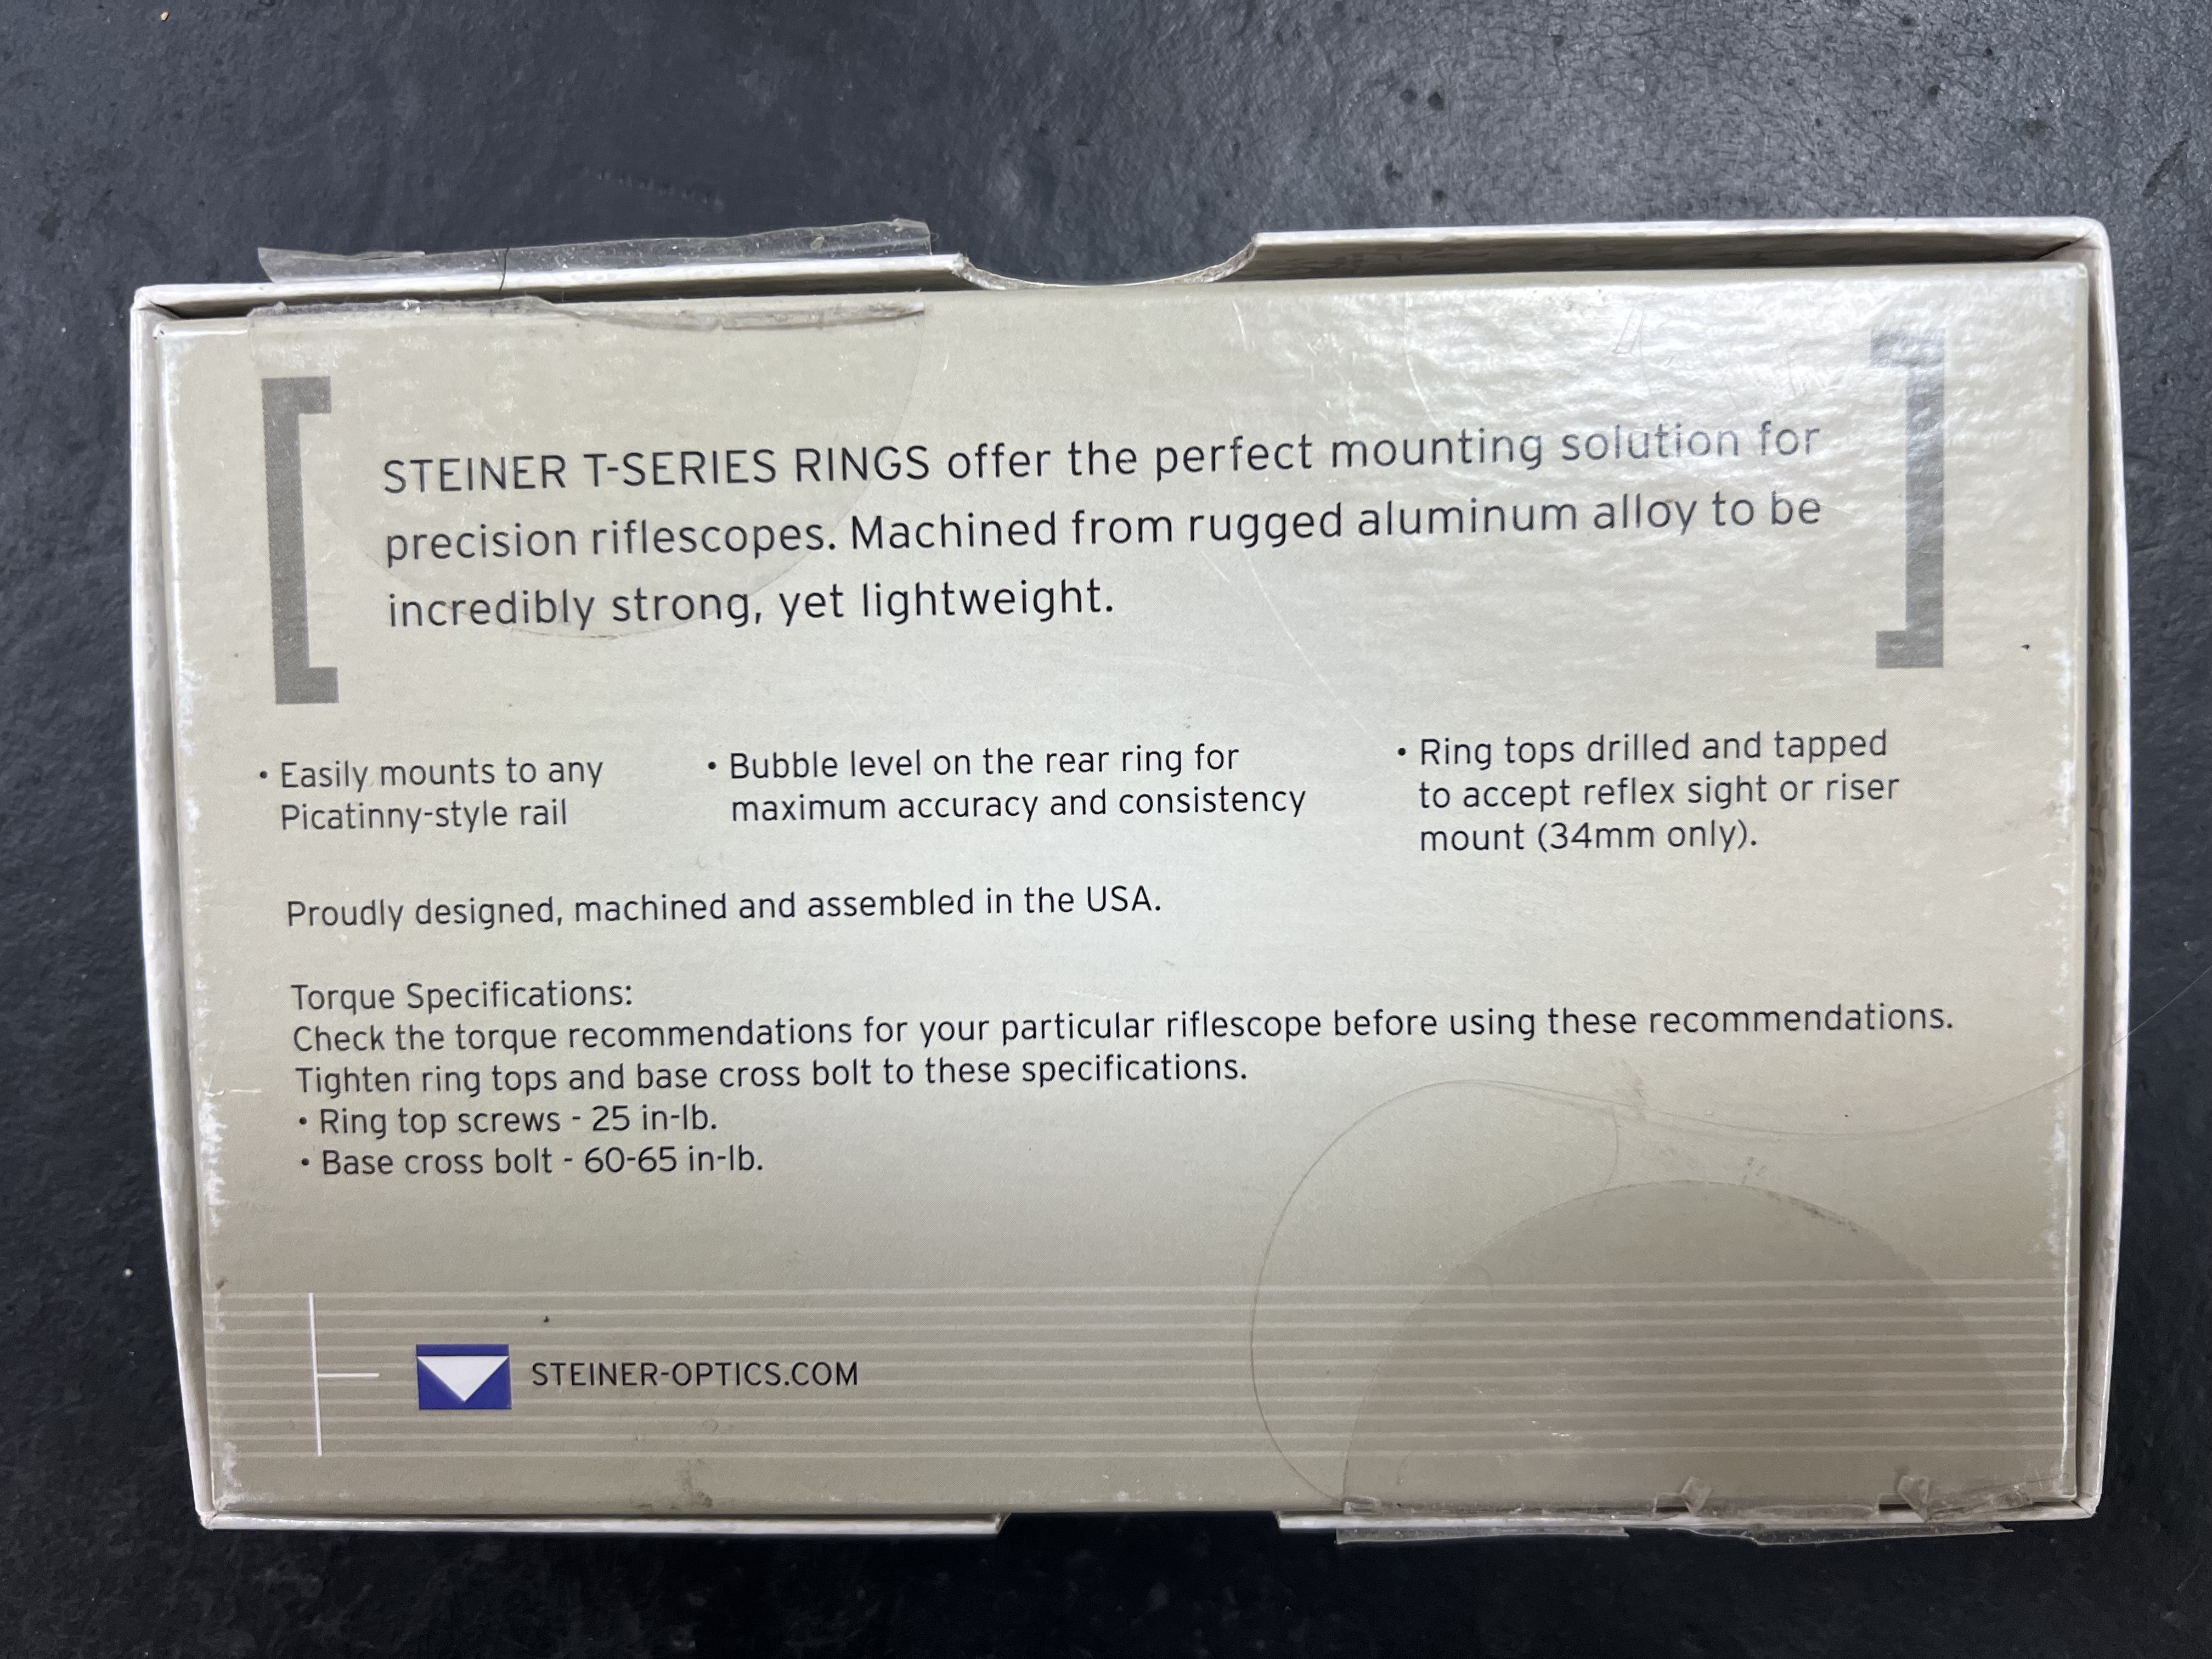 STEINER T-SERIES RINGS offer the perfect mounting solution for
precision riflescopes. Machined from rugged aluminum alloy to be
incredibly strong, yet lightweight.
• Easily mounts to any
Picatinny-style rail
• Bubble level on the rear ring for
maximum accuracy and consistency
• Ring tops drilled and tapped
to accept reflex sight or riser
mount (34mm only).
Proudly designed, machined and assembled in the USA.
Torque Specifications:
Check the torque recommendations for your particular riflescope before using these recommendations.
Tighten ring tops and base cross bolt to these specifications.
• Ring top screws - 25 in-lb.
• Base cross bolt - 60-65 in-lb.
STEINER-OPTICS.COM